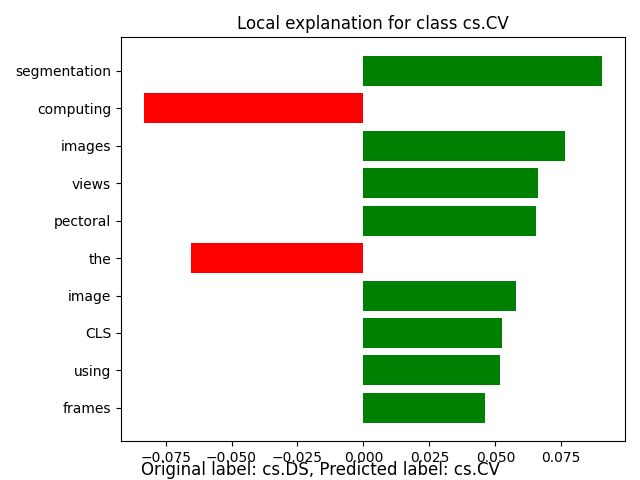 Local explanation for class cs.CV
segmentation
computing
images
views
pectoral
the
image
CLS
using
frames
−0.075 −0.050 −0.025 0.000 0.025 0.050 0.075
Original label: cs.DS, Predicted label: cs.CV